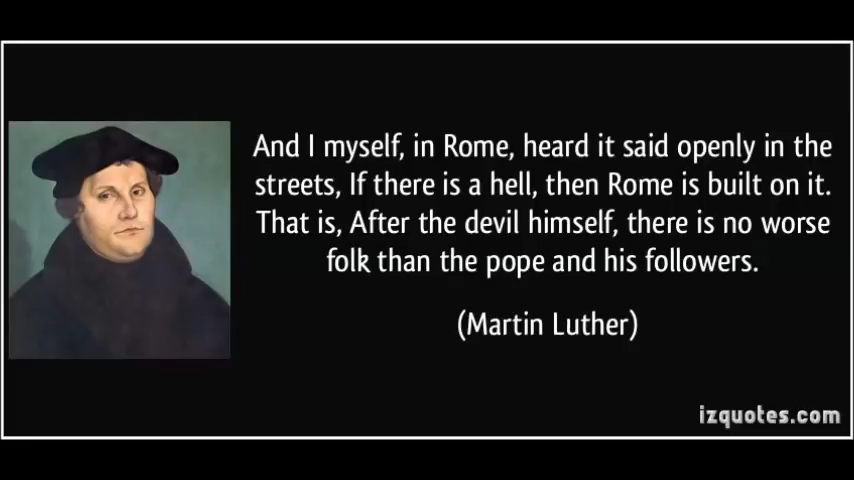 And I myself, in Rome, heard it said openly in the
streets, If there is a hell, then Rome is built on it.
That is, After the devil himself, there is no worse
folk than the pope and his followers.
(Martin Luther)
izquotes.com